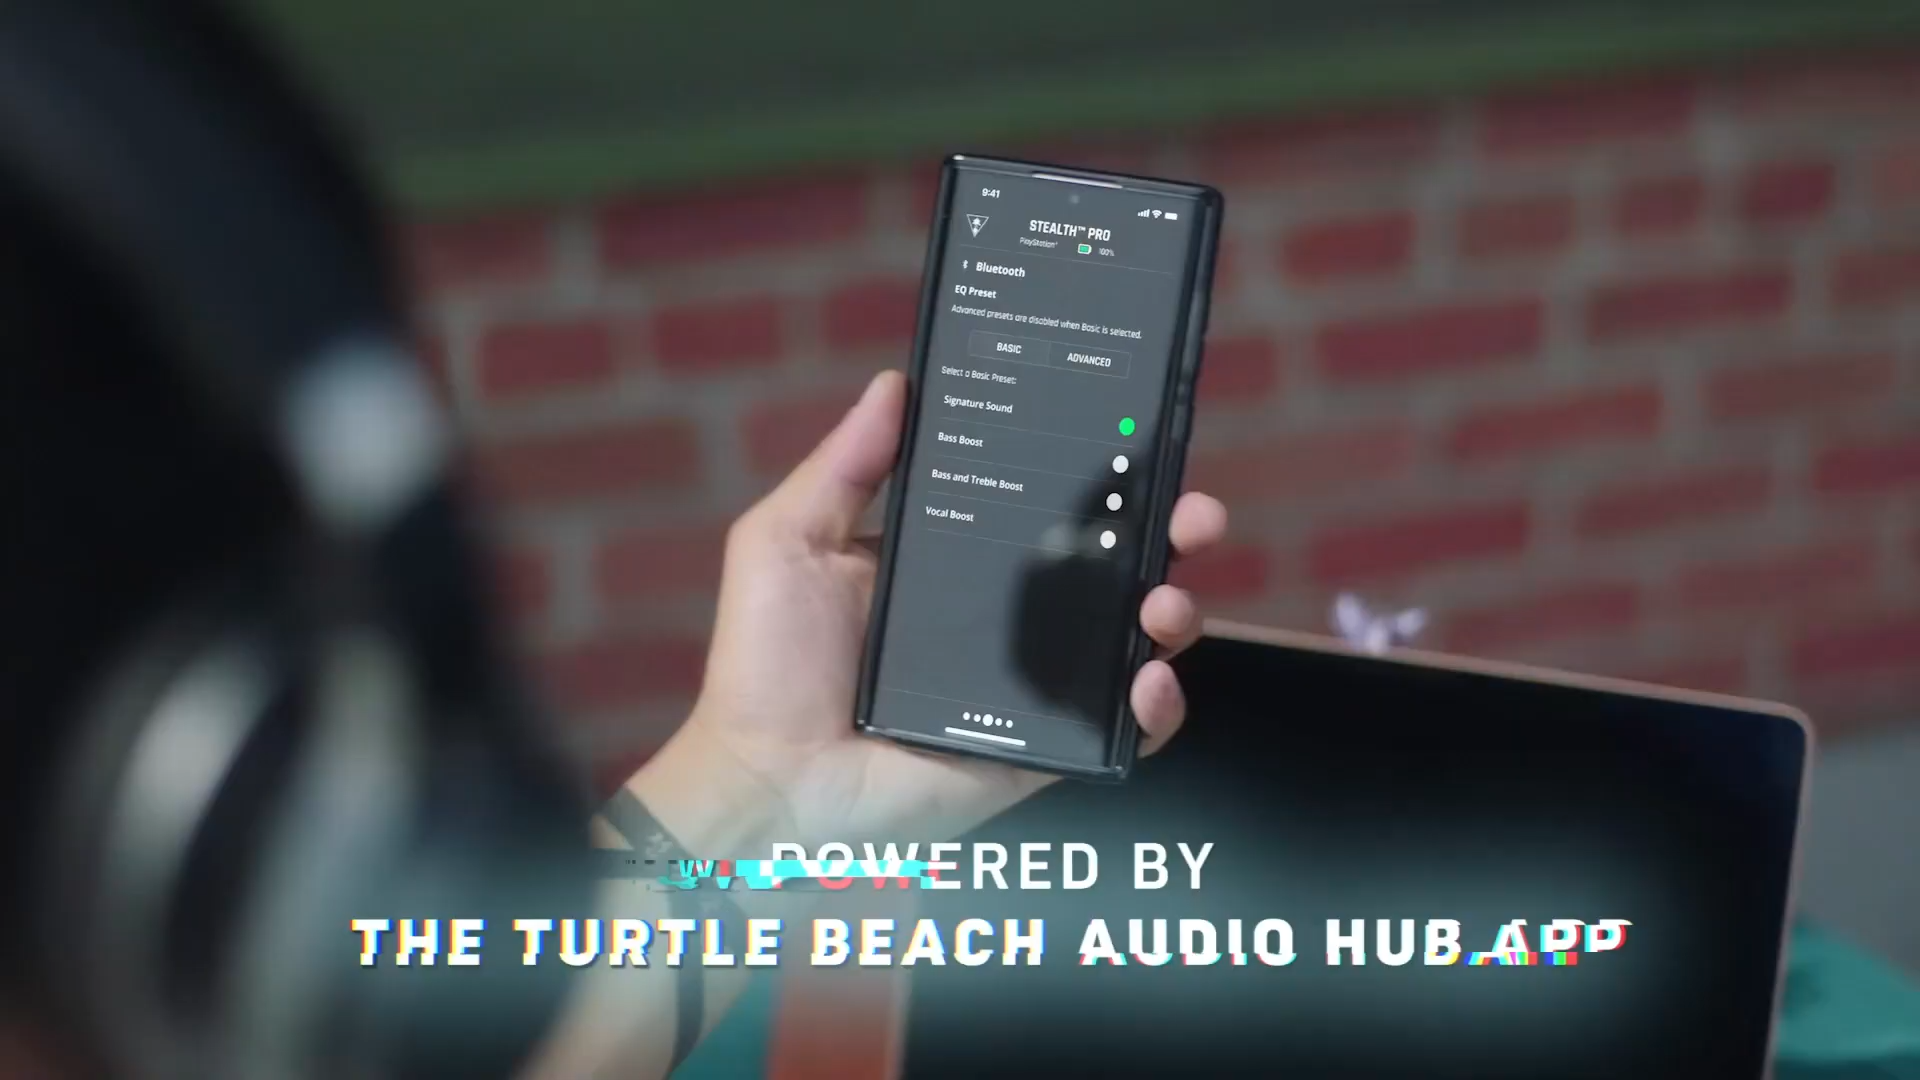 9:41
STEALTH™ PRO
PlayStation® 100%
Bluetooth
EQ Preset
Advanced presets are disabled when Basic is selected.
BASIC ADVANCED
Select a Basic Preset:
Signature Sound
Bass Boost
Bass and Treble Boost
Vocal Boost
POWERED BY
THE TURTLE BEACH AUDIO HUB APP